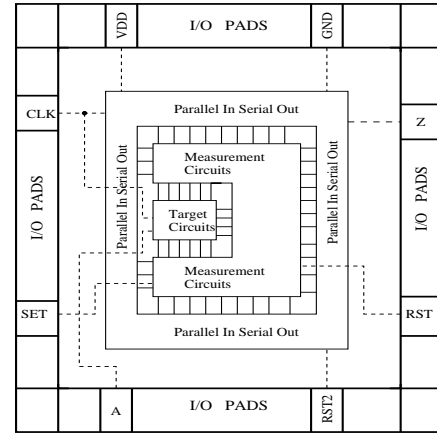 VDD
I/O PADS
GND
CLK
Z
I/O PADS
Parallel In Serial Out
Parallel In Serial Out
Measurement
Circuits
Target
Circuits
Measurement
Circuits
Parallel In Serial Out
I/O PADS
SET
RST
Parallel In Serial Out
A
I/O PADS
RST2